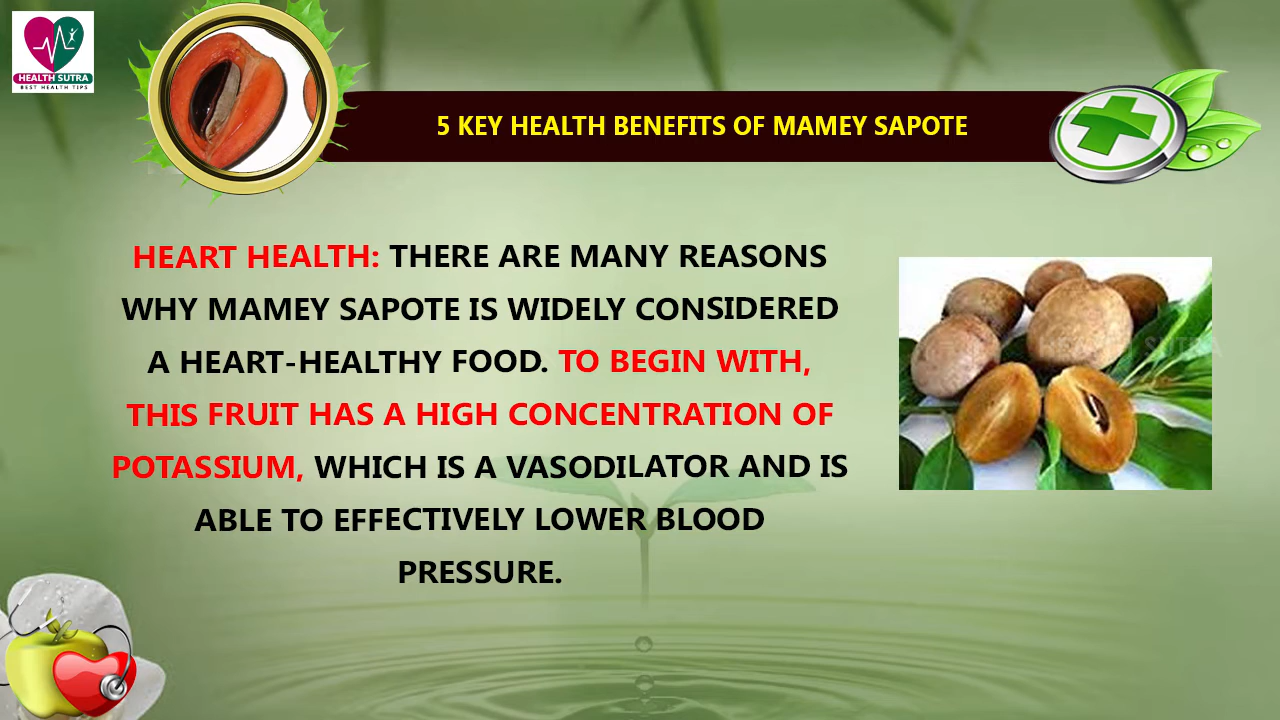 HEALTH SUTRA
BEST HEALTH TIPS
5 KEY HEALTH BENEFITS OF MAMEY SAPOTE
HEART HEALTH: THERE ARE MANY REASONS
WHY MAMEY SAPOTE IS WIDELY CONSIDERED
A HEART-HEALTHY FOOD. TO BEGIN WITH,
THIS FRUIT HAS A HIGH CONCENTRATION OF
POTASSIUM, WHICH IS A VASODILATOR AND IS
ABLE TO EFFECTIVELY LOWER BLOOD
PRESSURE.
SUTRA